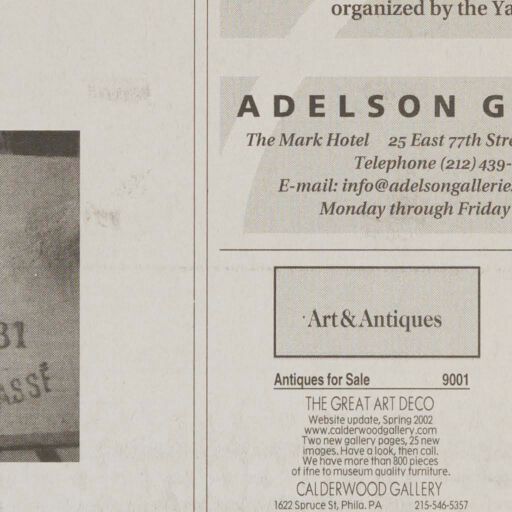 organized by the Ya
ADELSON G
The Mark Hotel 25 East 77th Stre
Telephone (212) 439-
E-mail: info@adelsongallerie
Monday through Friday
31
ASSÉ
Art & Antiques
Antiques for Sale 9001
THE GREAT ART DECO
Website update, Spring 2002
www.calderwoodgallery.com
Two new gallery pages, 25 new
images. Have a look, then call.
We have more than 800 pieces
of ifne to museum quality furniture.
CALDERWOOD GALLERY
1622 Spruce St, Phila. PA 215-546-5357